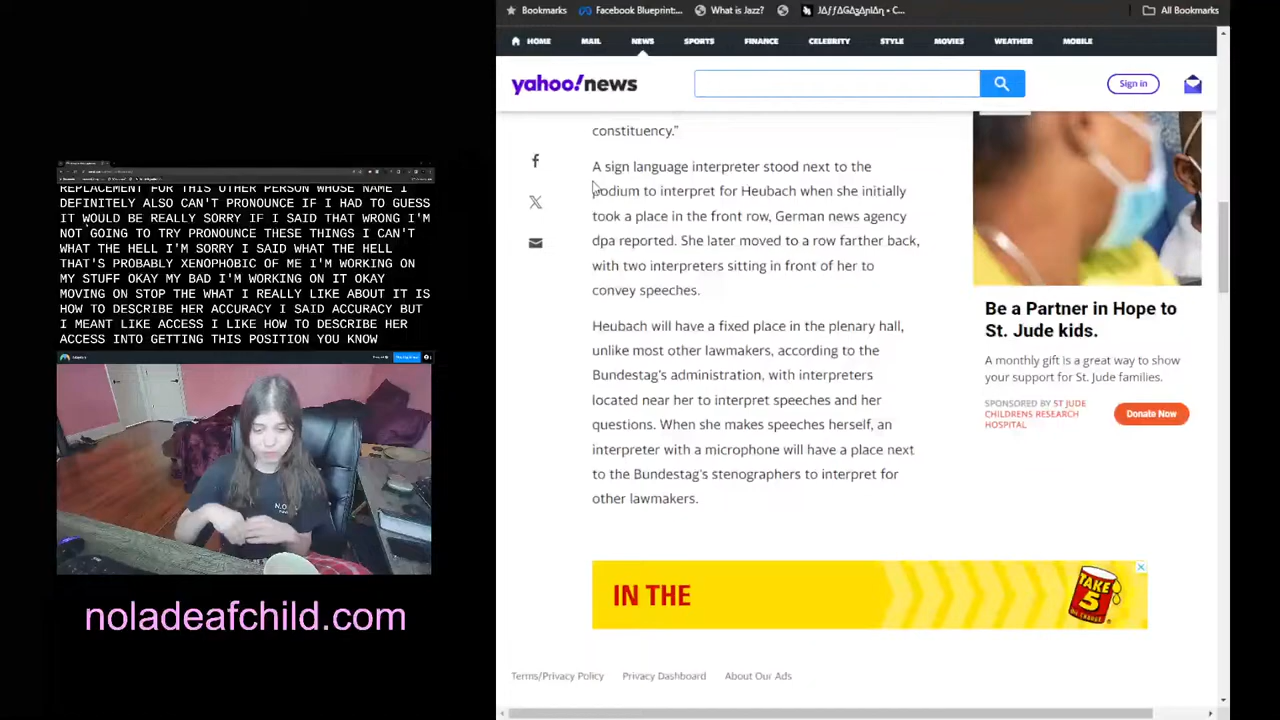 Bookmarks
Facebook Blueprint:...
What is Jazz?
All Bookmarks
HOME
MAIL
NEWS
SPORTS
FINANCE
CELEBRITY
STYLE
MOVIES
WEATHER
MOBILE
yahoo!news
Sign in
REPLACEMENT FOR THIS OTHER PERSON WHOSE NAME I
DEFINITELY ALSO CAN'T PRONOUNCE IF I HAD TO GUESS
IT WOULD BE REALLY SORRY IF I SAID THAT WRONG I'M
NOT GOING TO TRY PRONOUNCE THESE THINGS I CAN'T
WHAT THE HELL I'M SORRY I SAID WHAT THE HELL
THAT'S PROBABLY XENOPHOBIC OF ME I'M WORKING ON
MY STUFF OKAY MY BAD I'M WORKING ON IT OKAY
MOVING ON STOP THE WHAT I REALLY LIKE ABOUT IT IS
HOW TO DESCRIBE HER ACCURACY I SAID ACCURACY BUT
I MEANT LIKE ACCESS I LIKE HOW TO DESCRIBE HER
ACCESS INTO GETTING THIS POSITION YOU KNOW
noladeafchild.com
constituency.”
A sign language interpreter stood next to the
podium to interpret for Heubach when she initially
took a place in the front row, German news agency
dpa reported. She later moved to a row farther back,
with two interpreters sitting in front of her to
convey speeches.
Heubach will have a fixed place in the plenary hall,
unlike most other lawmakers, according to the
Bundestag’s administration, with interpreters
located near her to interpret speeches and her
questions. When she makes speeches herself, an
interpreter with a microphone will have a place next
to the Bundestag’s stenographers to interpret for
other lawmakers.
Be a Partner in Hope to
St. Jude kids.
A monthly gift is a great way to show
your support for St. Jude families.
SPONSORED BY ST JUDE
CHILDRENS RESEARCH
HOSPITAL
Donate Now
IN THE
TAKE
5
Terms/Privacy Policy
Privacy Dashboard
About Our Ads